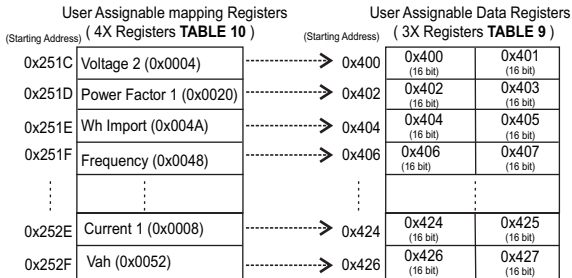 User Assignable mapping Registers
( 4X Registers TABLE 10 )
User Assignable Data Registers
( 3X Registers TABLE 9 )
(Starting Address)
(Starting Address)
0x251C Voltage 2 (0x0004) 0x400 0x400 (16 bit) 0x401 (16 bit)
0x251D Power Factor 1 (0x0020) 0x402 0x402 (16 bit) 0x403 (16 bit)
0x251E Wh Import (0x004A) 0x404 0x404 (16 bit) 0x405 (16 bit)
0x251F Frequency (0x0048) 0x406 0x406 (16 bit) 0x407 (16 bit)
0x252E Current 1 (0x0008) 0x424 0x424 (16 bit) 0x425 (16 bit)
0x252F Vah (0x0052) 0x426 0x426 (16 bit) 0x427 (16 bit)